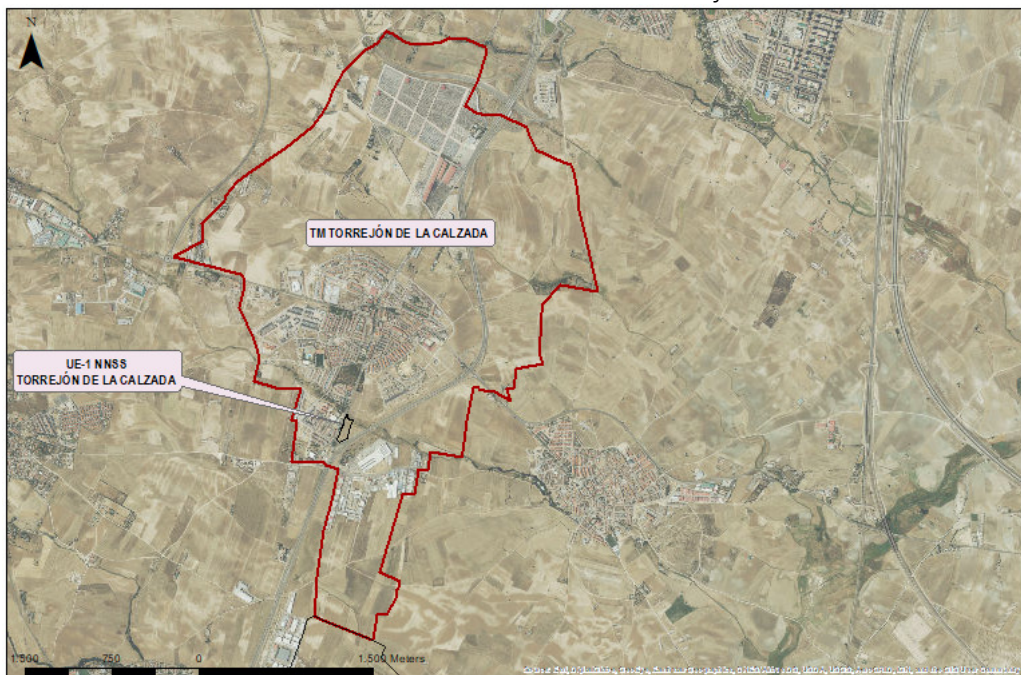 N
TM TORREJÓN DE LA CALZADA
UE-1 NNSS
TORREJÓN DE LA CALZADA
1.500 750 0 1.500 Meters